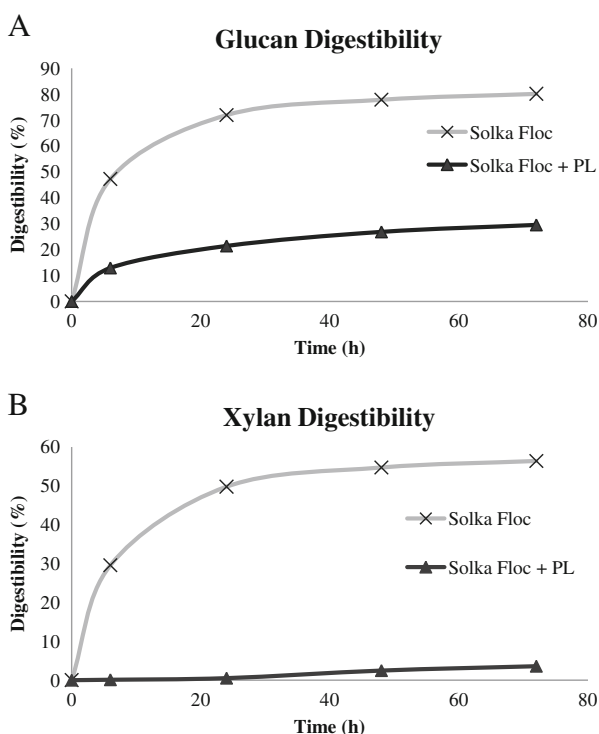 A
Glucan Digestibility
90
80
70
60
50
40
30
20
10
0
Digestibility (%)
Solka Floc
Solka Floc + PL
0 20 40 60 80
Time (h)
B
Xylan Digestibility
60
50
40
30
20
10
0
Digestibility (%)
Solka Floc
Solka Floc + PL
0 20 40 60 80
Time (h)